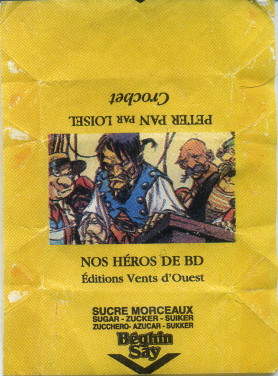 Crochet
PETER PAN PAR LOISEL
NOS HÉROS DE BD
Éditions Vents d'Ouest
SUCRE MORCEAUX
SUGAR - ZUCKER - SUIKER
ZUCCHERO - AZUCAR - SUKKER
Béghin
Say